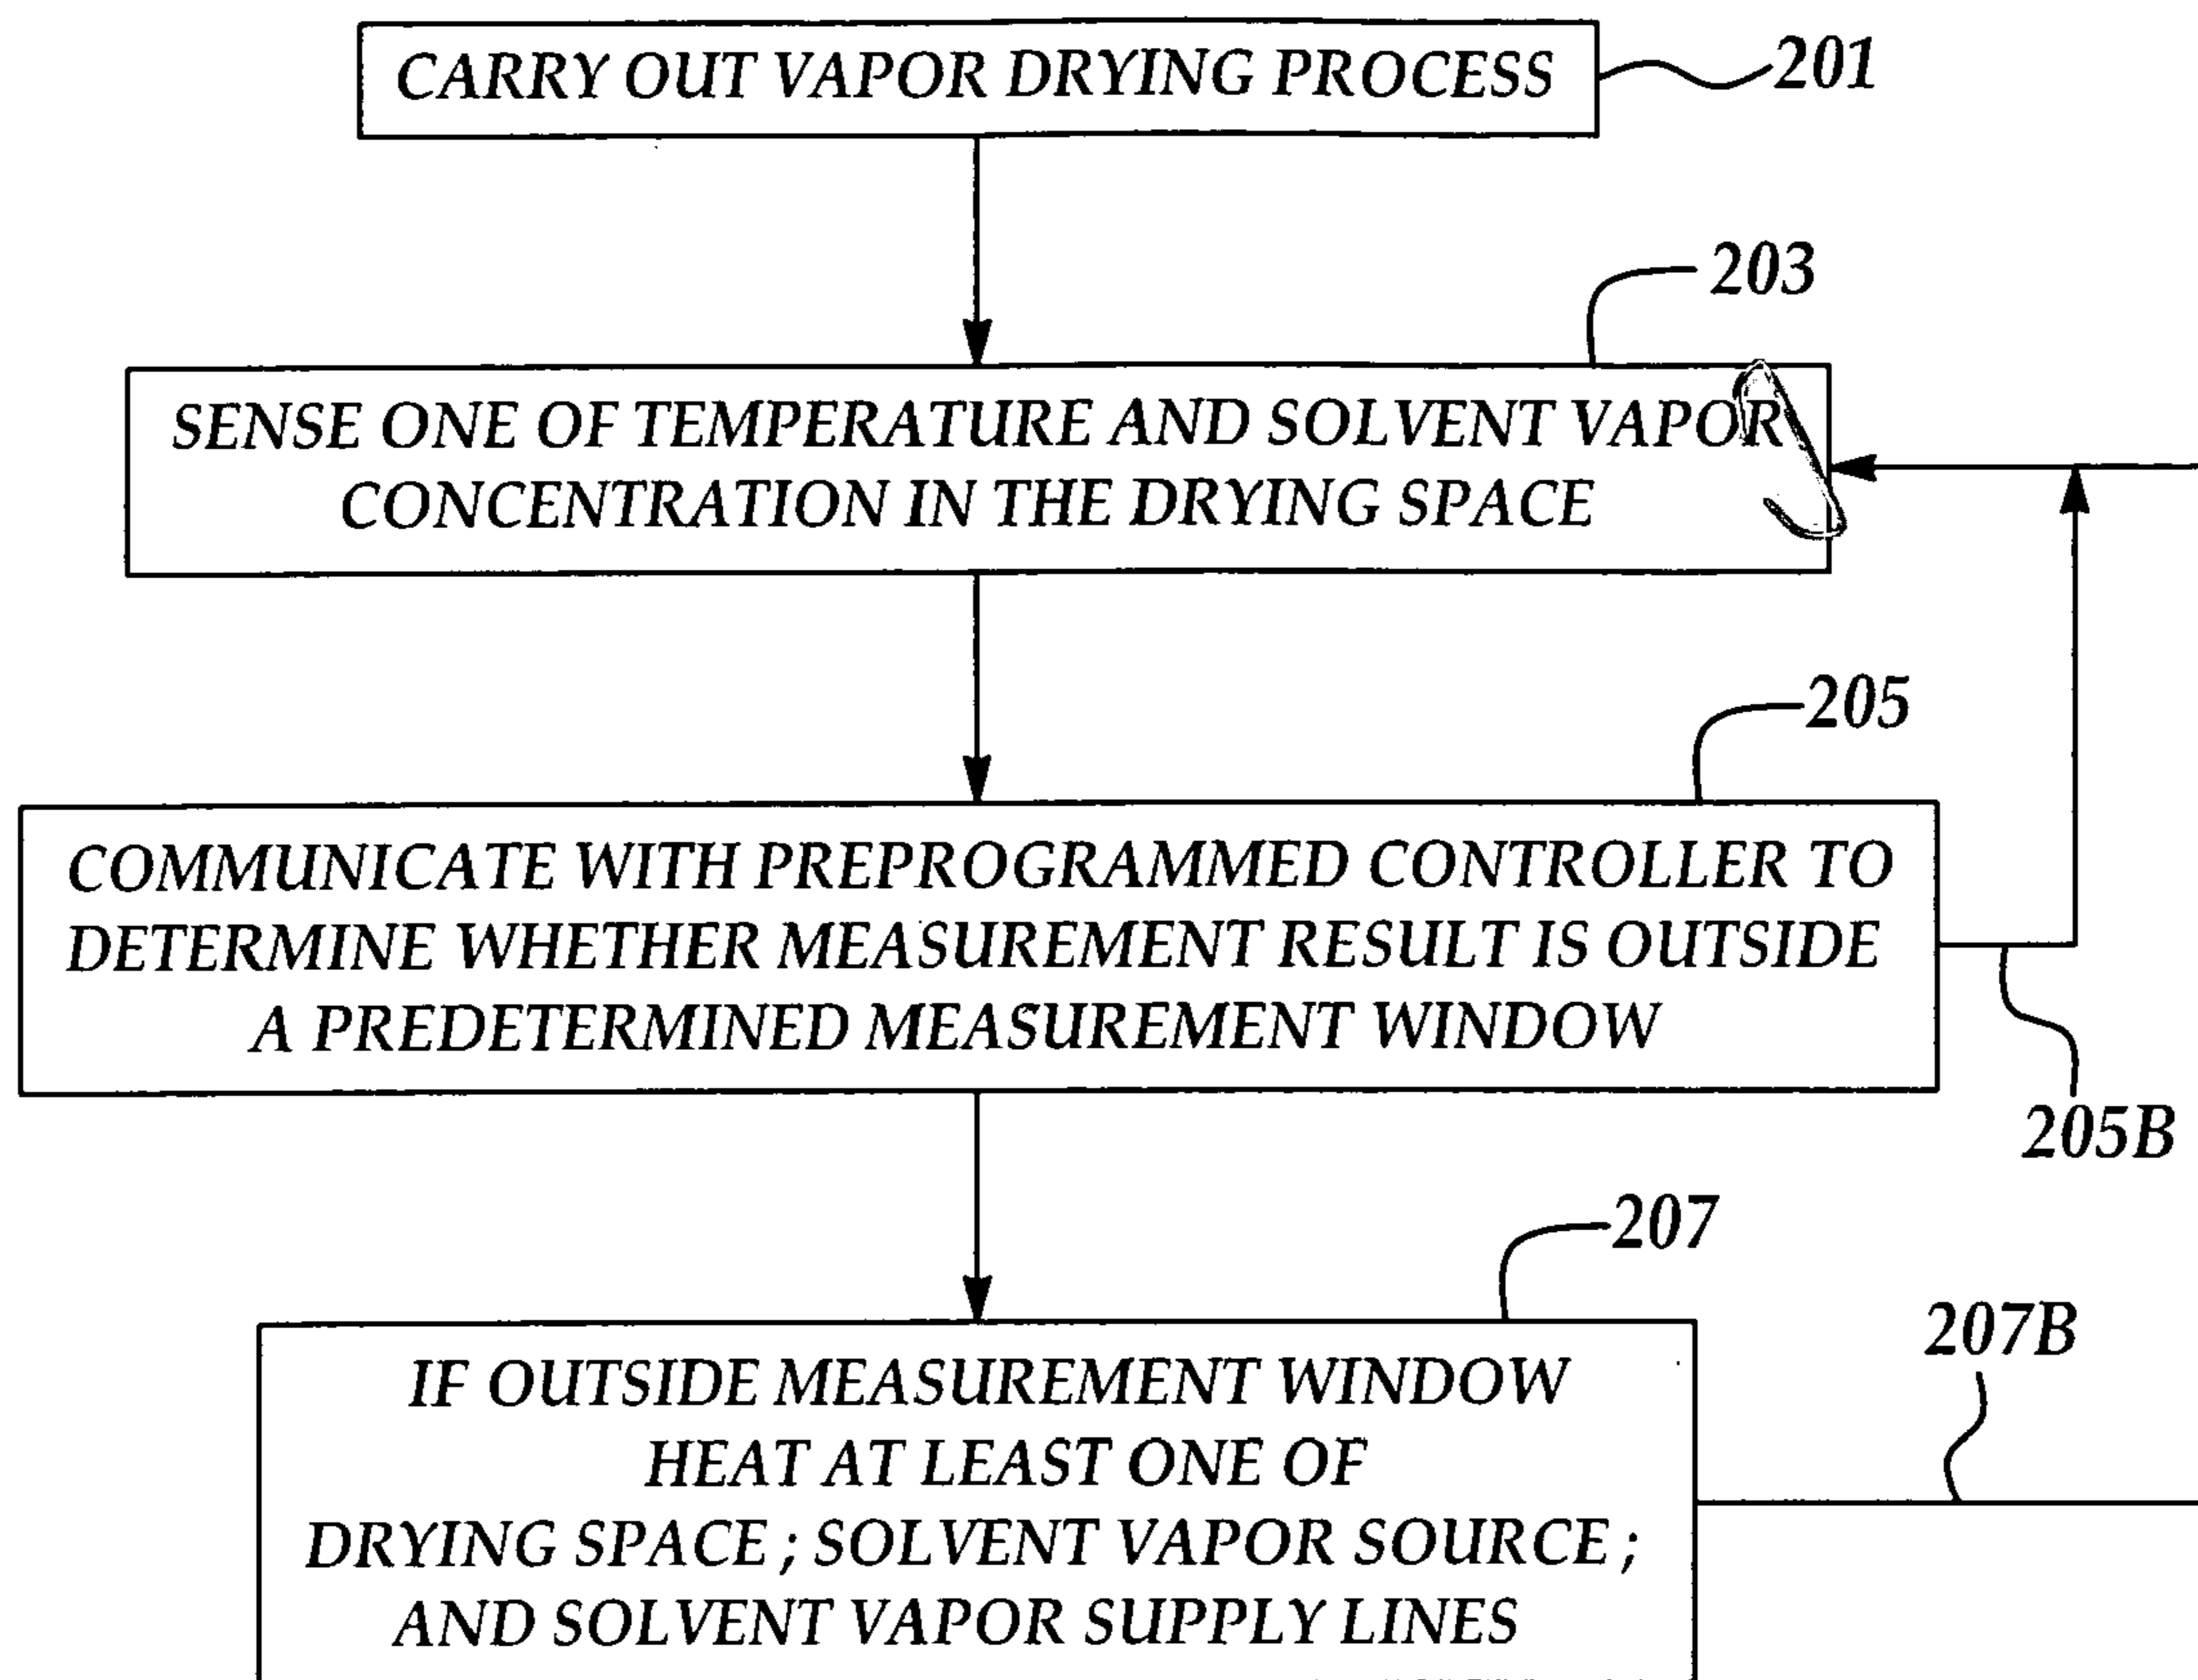 CARRY OUT VAPOR DRYING PROCESS
201
203
SENSE ONE OF TEMPERATURE AND SOLVENT VAPOR
CONCENTRATION IN THE DRYING SPACE
205
COMMUNICATE WITH PREPROGRAMMED CONTROLLER TO
DETERMINE WHETHER MEASUREMENT RESULT IS OUTSIDE
A PREDETERMINED MEASUREMENT WINDOW
205B
207
207B
IF OUTSIDE MEASUREMENT WINDOW
HEAT AT LEAST ONE OF
DRYING SPACE ; SOLVENT VAPOR SOURCE ;
AND SOLVENT VAPOR SUPPLY LINES